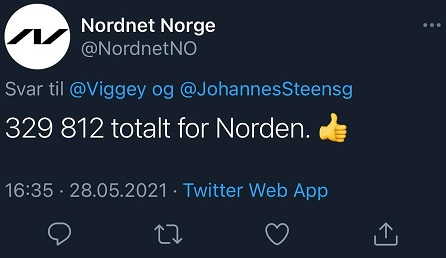 Nordnet Norge
@NordnetNO
Svar til @Viggey og @JohannesSteensg
329 812 totalt for Norden. 👍
16:35 · 28.05.2021 · Twitter Web App